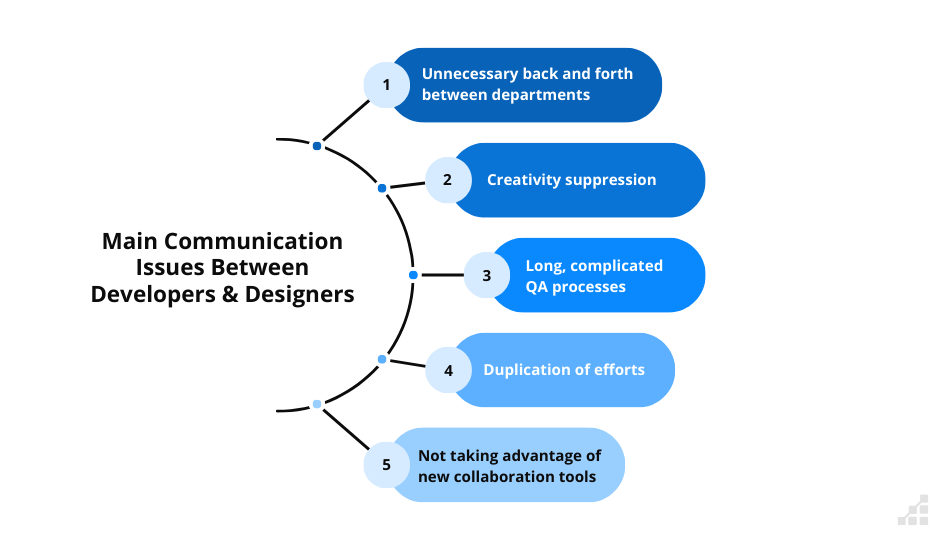 Main Communication
Issues Between
Developers & Designers
1
Unnecessary back and forth
between departments
2
Creativity suppression
3
Long, complicated
QA processes
4
Duplication of efforts
5
Not taking advantage of
new collaboration tools